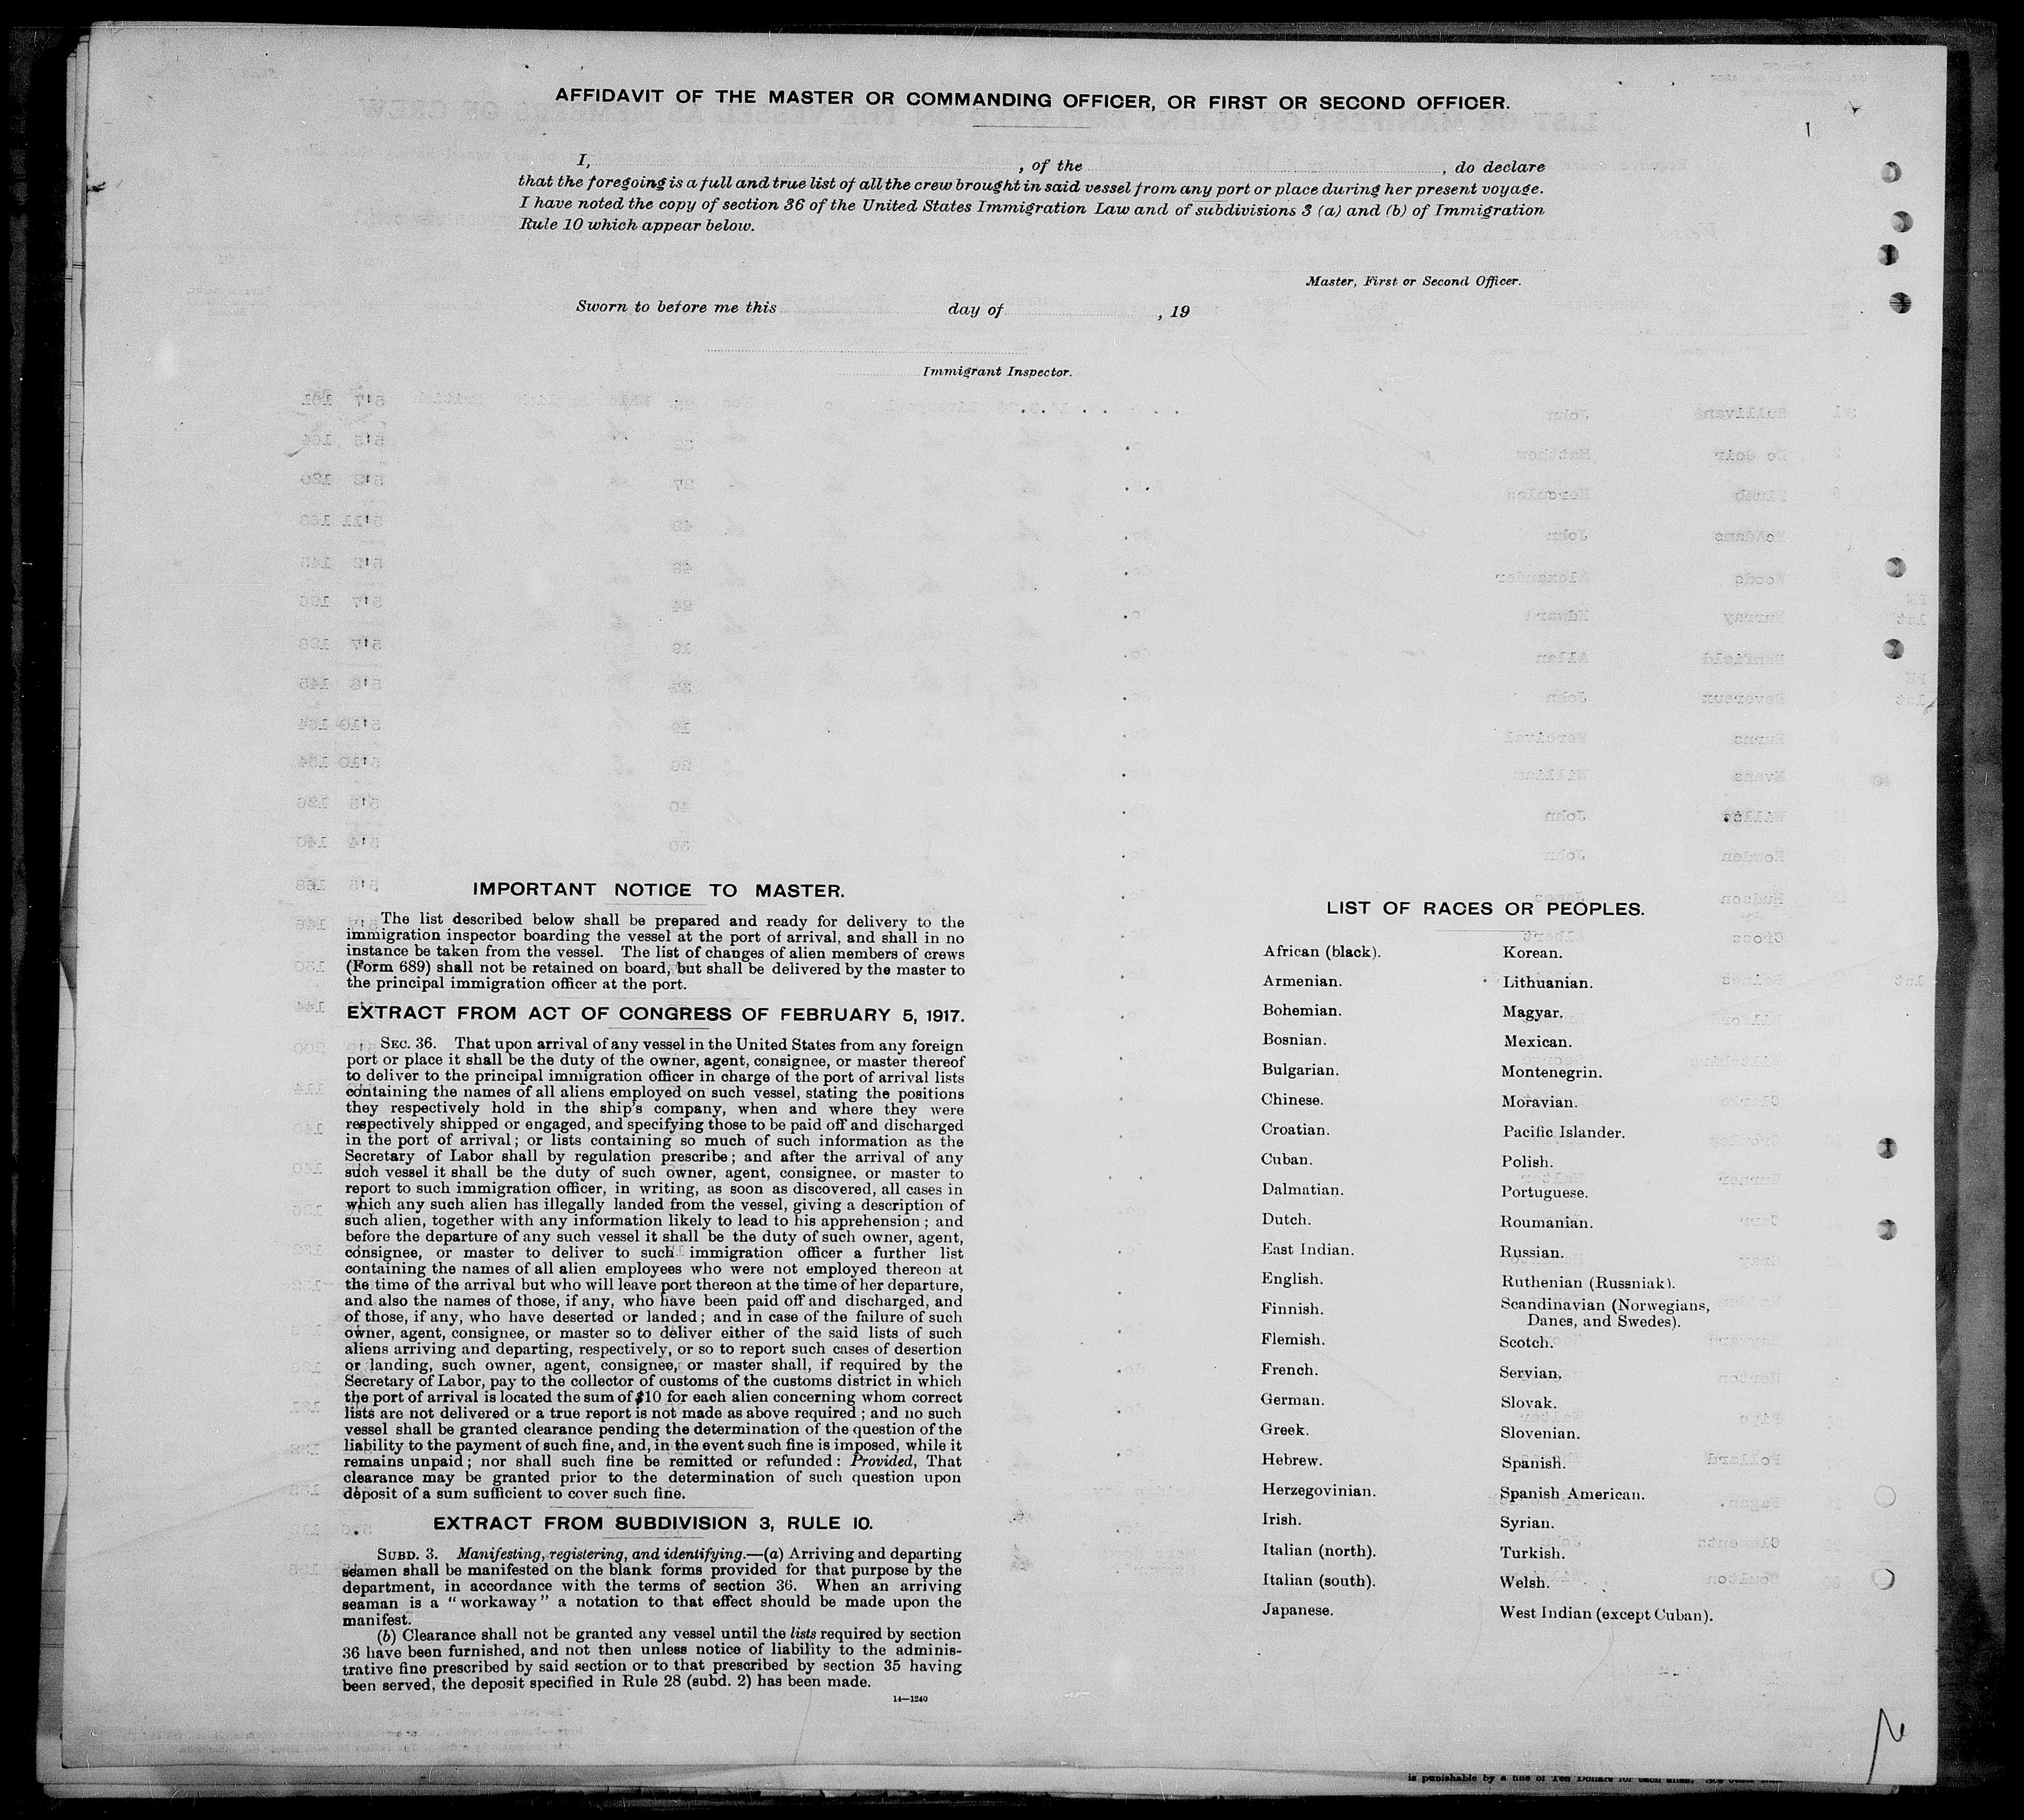 AFFIDAVIT OF THE MASTER OR COMMANDING OFFICER, OR FIRST OR SECOND OFFICER.
I, , of the , do declare
that the foregoing is a full and true list of all the crew brought in said vessel from any port or place during her present voyage.
I have noted the copy of section 36 of the United States Immigration Law and of subdivisions 3 (a) and (b) of Immigration
Rule 10 which appear below.
Master, First or Second Officer.
Sworn to before me this day of , 19
Immigrant Inspector.
IMPORTANT NOTICE TO MASTER.
The list described below shall be prepared and ready for delivery to the
immigration inspector boarding the vessel at the port of arrival, and shall in no
instance be taken from the vessel. The list of changes of alien members of crews
(Form 689) shall not be retained on board, but shall be delivered by the master to
the principal immigration officer at the port.
EXTRACT FROM ACT OF CONGRESS OF FEBRUARY 5, 1917.
SEC. 36. That upon arrival of any vessel in the United States from any foreign
port or place it shall be the duty of the owner, agent, consignee, or master thereof
to deliver to the principal immigration officer in charge of the port of arrival lists
containing the names of all aliens employed on such vessel, stating the positions
they respectively hold in the ship's company, when and where they were
respectively shipped or engaged, and specifying those to be paid off and discharged
in the port of arrival; or lists containing so much of such information as the
Secretary of Labor shall by regulation prescribe; and after the arrival of any
such vessel it shall be the duty of such owner, agent, consignee, or master to
report to such immigration officer, in writing, as soon as discovered, all cases in
which any such alien has illegally landed from the vessel, giving a description of
such alien, together with any information likely to lead to his apprehension; and
before the departure of any such vessel it shall be the duty of such owner, agent,
consignee, or master to deliver to such immigration officer a further list
containing the names of all alien employees who were not employed thereon at
the time of the arrival but who will leave port thereon at the time of her departure,
and also the names of those, if any, who have been paid off and discharged, and
of those, if any, who have deserted or landed; and in case of the failure of such
owner, agent, consignee, or master so to deliver either of the said lists of such
aliens arriving and departing, respectively, or so to report such cases of desertion
or landing, such owner, agent, consignee, or master shall, if required by the
Secretary of Labor, pay to the collector of customs of the customs district in which
the port of arrival is located the sum of $10 for each alien concerning whom correct
lists are not delivered or a true report is not made as above required; and no such
vessel shall be granted clearance pending the determination of the question of the
liability to the payment of such fine, and, in the event such fine is imposed, while it
remains unpaid; nor shall such fine be remitted or refunded: Provided, That
clearance may be granted prior to the determination of such question upon
deposit of a sum sufficient to cover such fine.
EXTRACT FROM SUBDIVISION 3, RULE 10.
SUBD. 3. Manifesting, registering, and identifying.—(a) Arriving and departing
seamen shall be manifested on the blank forms provided for that purpose by the
department, in accordance with the terms of section 36. When an arriving
seaman is a "workaway" a notation to that effect should be made upon the
manifest.
(b) Clearance shall not be granted any vessel until the lists required by section
36 have been furnished, and not then unless notice of liability to the adminis-
trative fine prescribed by said section or to that prescribed by section 35 having
been served, the deposit specified in Rule 28 (subd. 2) has been made.
14—1240
LIST OF RACES OR PEOPLES.
African (black).
Armenian.
Bohemian.
Bosnian.
Bulgarian.
Chinese.
Croatian.
Cuban.
Dalmatian.
Dutch.
East Indian.
English.
Finnish.
Flemish.
French.
German.
Greek.
Hebrew.
Herzegovinian.
Irish.
Italian (north).
Italian (south).
Japanese.
Korean.
Lithuanian.
Magyar.
Mexican.
Montenegrin.
Moravian.
Pacific Islander.
Polish.
Portuguese.
Roumanian.
Russian.
Ruthenian (Russniak).
Scandinavian (Norwegians,
Danes, and Swedes).
Scotch.
Servian.
Slovak.
Slovenian.
Spanish.
Spanish American.
Syrian.
Turkish.
Welsh.
West Indian (except Cuban).
is punishable by a fine of Ten Dollars for each alien.